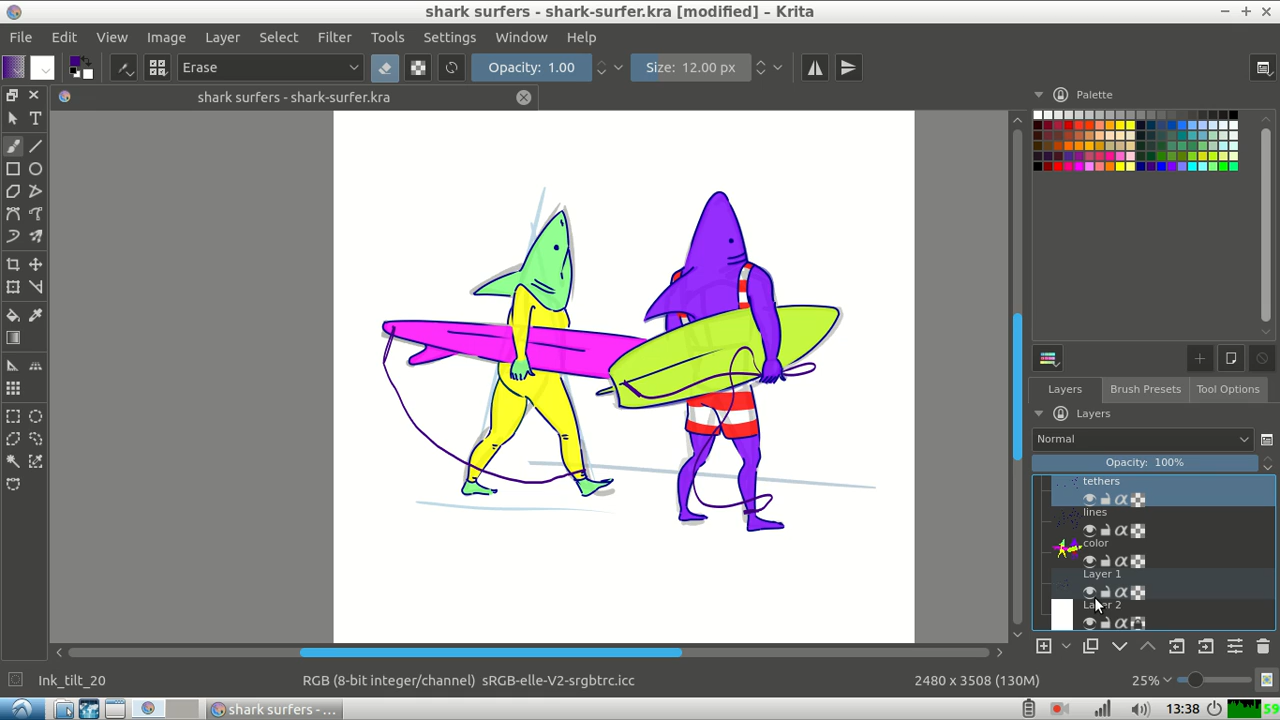 shark surfers - shark-surfer.kra [modified] – Krita
File Edit View Image Layer Select Filter Tools Settings Window Help
Erase Opacity: 1.00 Size: 12.00 px
shark surfers - shark-surfer.kra
Palette
Layers Brush Presets Tool Options
Layers
Normal
Opacity: 100%
tethers
lines
color
Layer 1
Layer 2
Ink_tilt_20 RGB (8-bit integer/channel) sRGB-elle-V2-srgbtrc.icc 2480 x 3508 (130M) 25%
shark surfers - ... 13:38 59